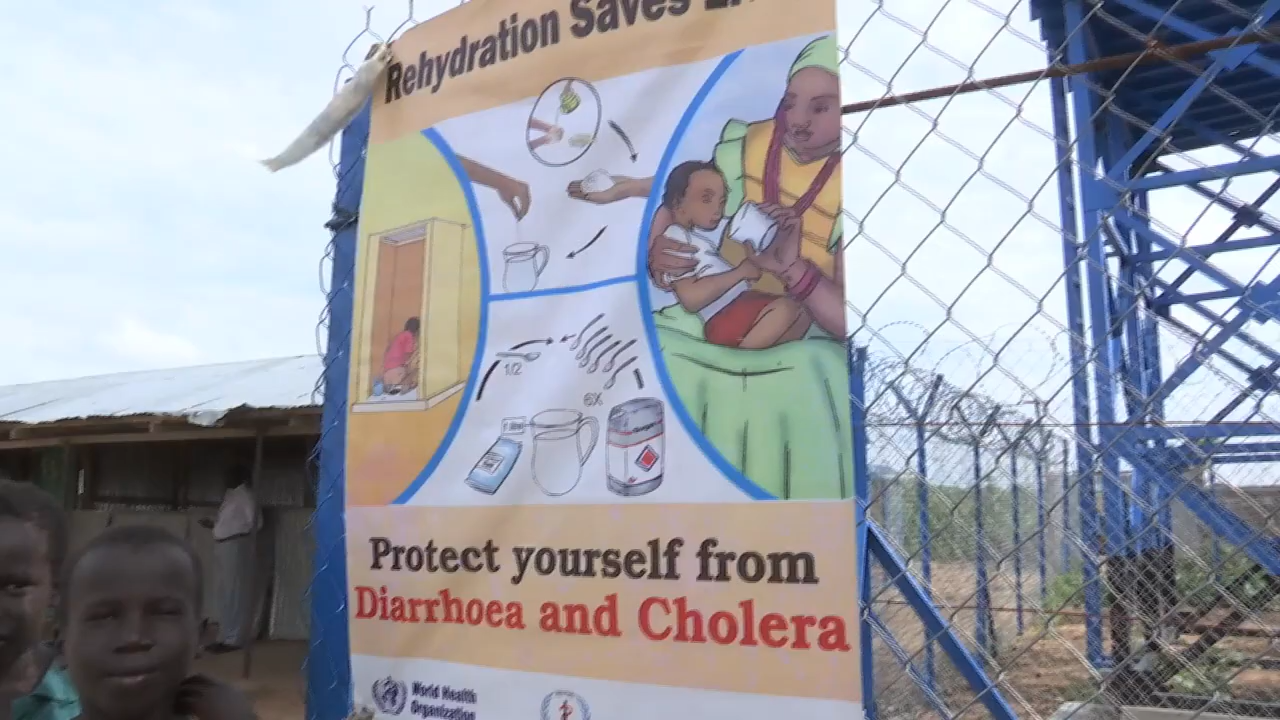 Rehydration Saves
1/2
6X
Protect yourself from
Diarrhoea and Cholera
World Health
Organization